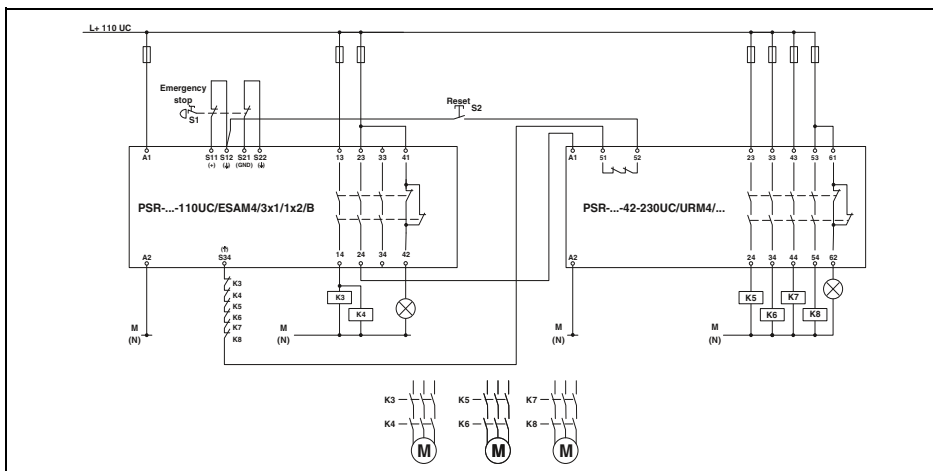 L+ 110 UC
Emergency
stop
S1
Reset
S2
A1
S11
(+)
S12
S21
(GND)
S22
13
23
33
41
A1
51
52
23
33
43
53
61
PSR-...-110UC/ESAM4/3x1/1x2/B
PSR-...-42-230UC/URM4/...
A2
S34
14
24
34
42
A2
24
34
44
54
62
K3
K4
K5
K6
K7
K8
K3
K4
K5
K6
K7
K8
M
(N)
M
(N)
M
(N)
M
(N)
K3
K4
M
K5
K6
M
K7
K8
M